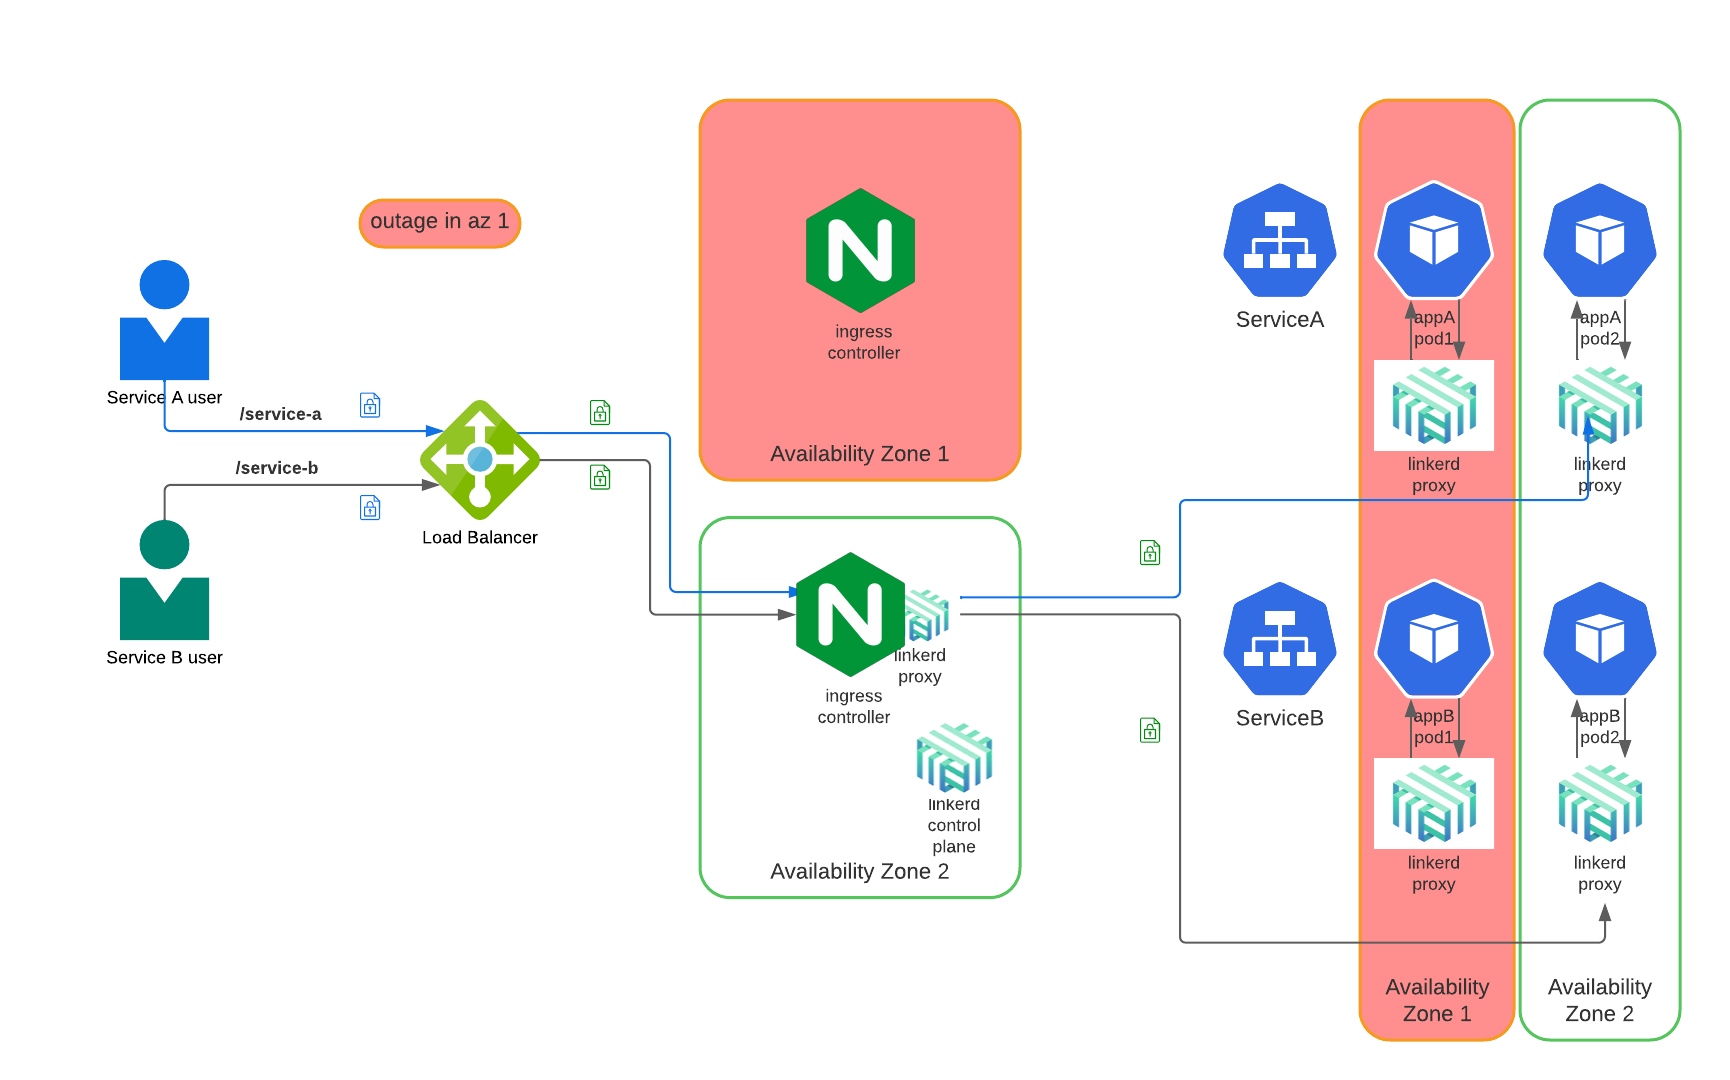 outage in az 1
Service A user
/service-a
/service-b
Service B user
Load Balancer
ingress
controller
Availability Zone 1
linkerd
proxy
ingress
controller
linkerd
control
plane
Availability Zone 2
ServiceA
appA
pod1
linkerd
proxy
appA
pod2
linkerd
proxy
ServiceB
appB
pod1
linkerd
proxy
appB
pod2
linkerd
proxy
Availability
Zone 1
Availability
Zone 2